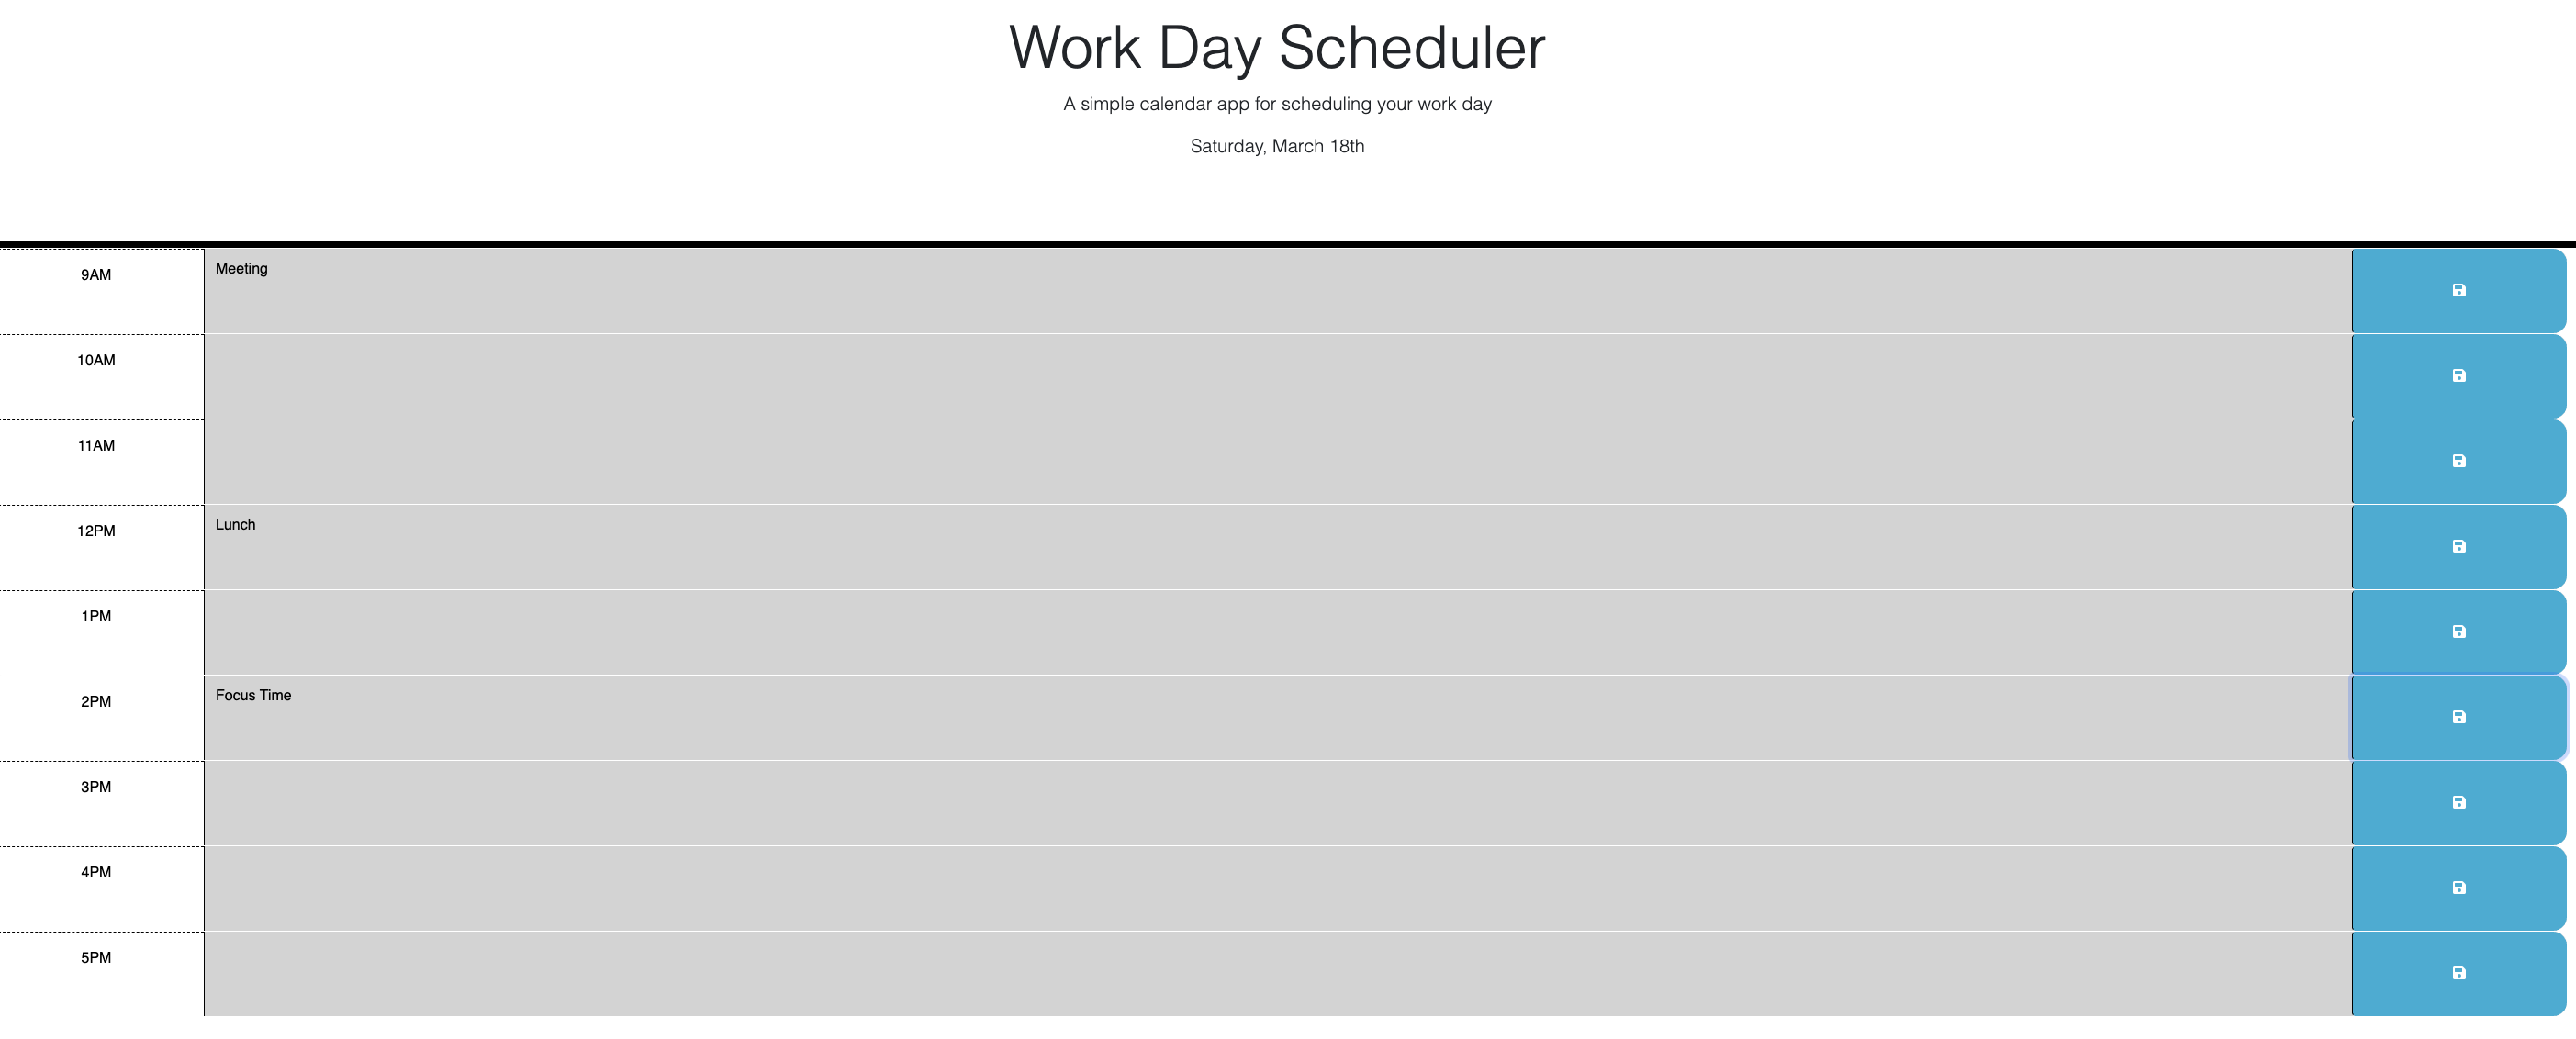 Work Day Scheduler
A simple calendar app for scheduling your work day
Saturday, March 18th
9AM
Meeting
10AM
11AM
12PM
Lunch
1PM
2PM
Focus Time
3PM
4PM
5PM